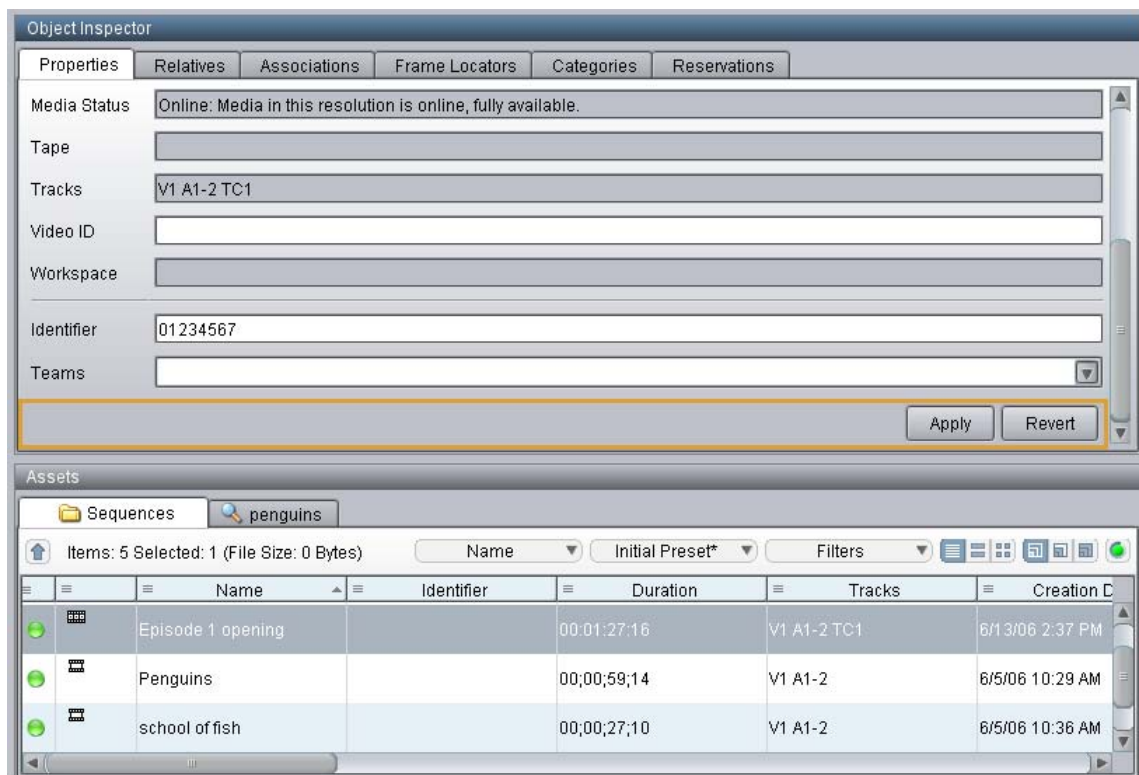 Object Inspector
Properties Relatives Associations Frame Locators Categories Reservations
Media Status Online: Media in this resolution is online, fully available.
Tape
Tracks V1 A1-2 TC1
Video ID
Workspace
Identifier 01234567
Teams
Apply Revert
Assets
Sequences penguins
Items: 5 Selected: 1 (File Size: 0 Bytes) Name Initial Preset* Filters
Name Identifier Duration Tracks Creation D
Episode 1 opening 00:01:27:16 V1 A1-2 TC1 6/13/06 2:37 PM
Penguins 00;00;59;14 V1 A1-2 6/5/06 10:29 AM
school of fish 00;00;27;10 V1 A1-2 6/5/06 10:36 AM